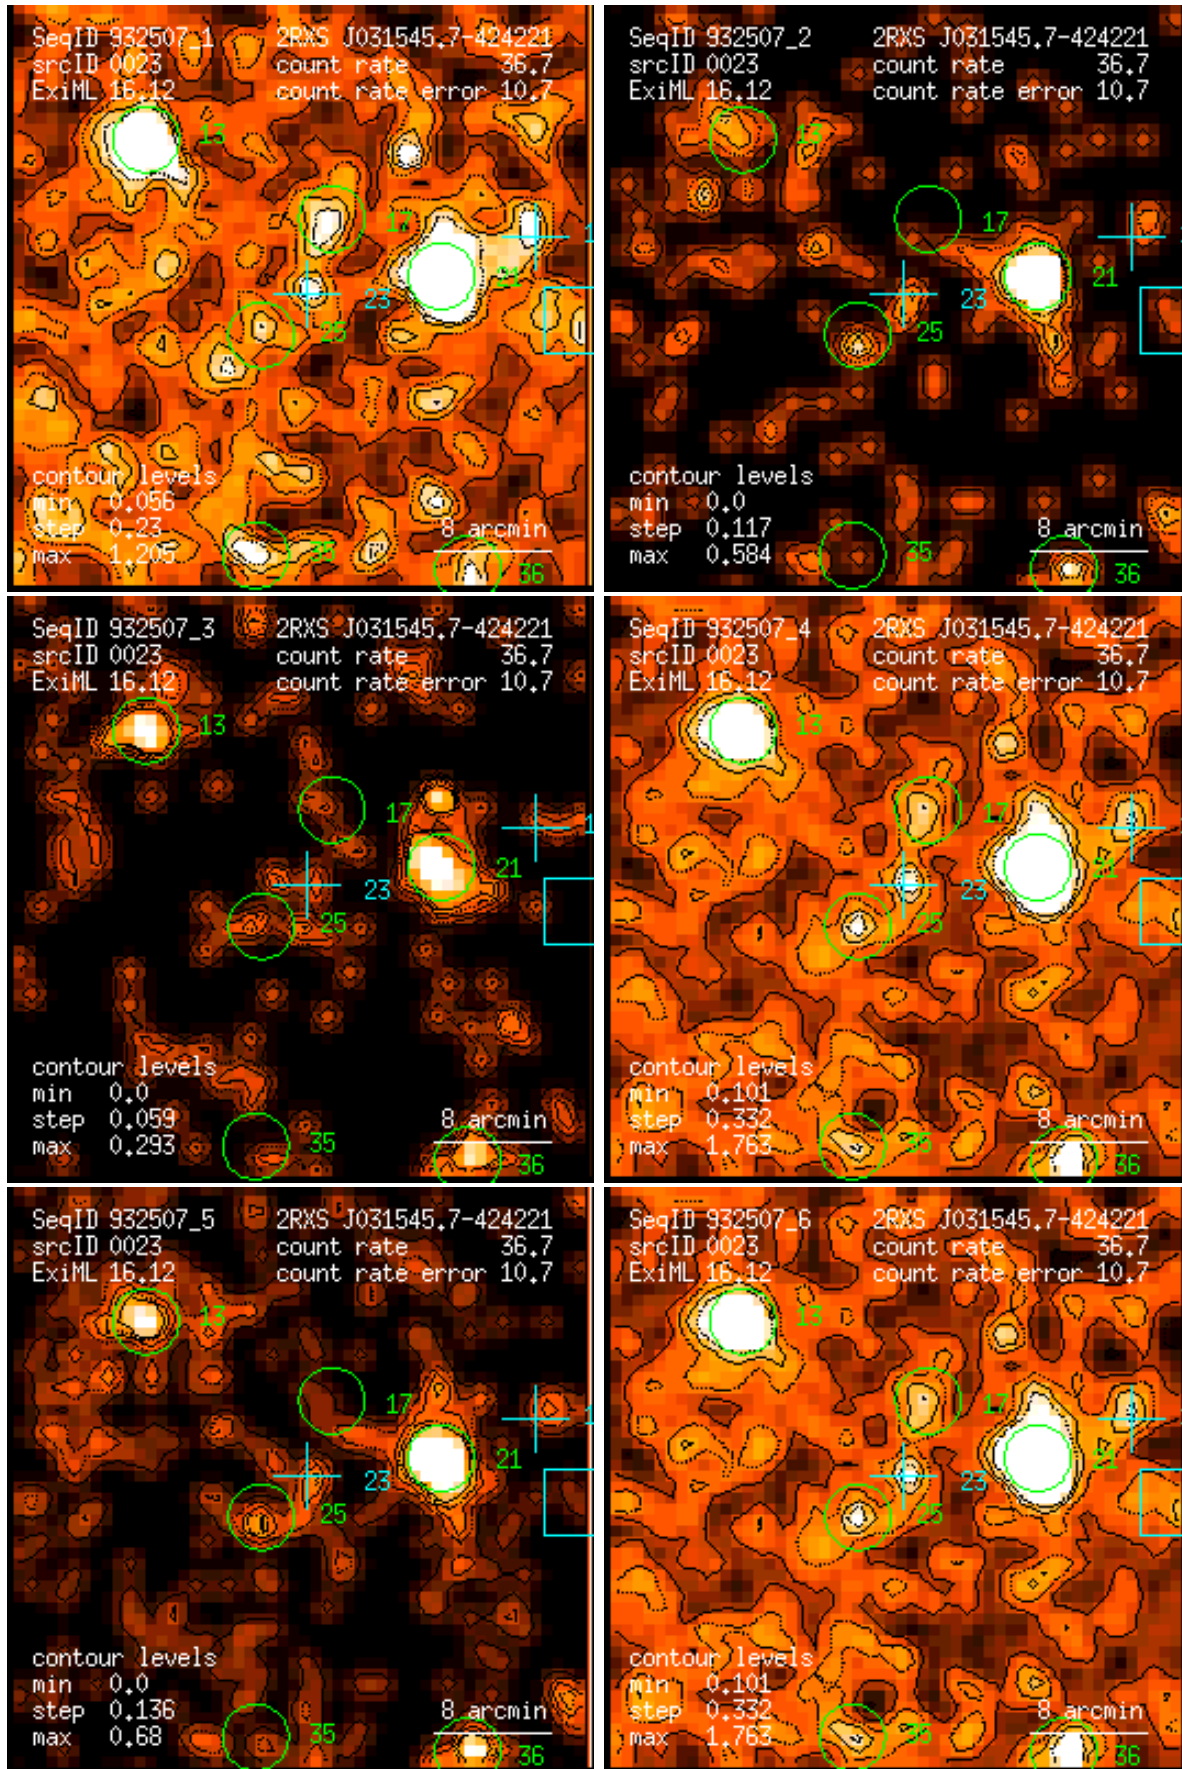 SeqID 932507_1 2RXS J031545.7-424221
srcID 0023 count rate 36.7
ExiML 16.12 count rate error 10.7
13
17
1
21
23
25
contour levels
min 0.056
step 0.23 8 arcmin
max 1.205 35
36
SeqID 932507_2 2RXS J031545.7-424221
srcID 0023 count rate 36.7
ExiML 16.12 count rate error 10.7
13
17
21
23
25
contour levels
min 0.0
step 0.117 8 arcmin
max 0.584 35
36
SeqID 932507_3 2RXS J031545.7-424221
srcID 0023 count rate 36.7
ExiML 16.12 count rate error 10.7
13
17
1
21
23
25
contour levels
min 0.0
step 0.059 8 arcmin
max 0.293 35
36
SeqID 932507_4 2RXS J031545.7-424221
srcID 0023 count rate 36.7
ExiML 16.12 count rate error 10.7
13
17
21
23
25
contour levels
min 0.101
step 0.332 8 arcmin
max 1.763 35
36
SeqID 932507_5 2RXS J031545.7-424221
srcID 0023 count rate 36.7
ExiML 16.12 count rate error 10.7
13
17
1
21
23
25
contour levels
min 0.0
step 0.136 8 arcmin
max 0.68 35
36
SeqID 932507_6 2RXS J031545.7-424221
srcID 0023 count rate 36.7
ExiML 16.12 count rate error 10.7
13
17
21
23
25
contour levels
min 0.101
step 0.332 8 arcmin
max 1.763 35
36